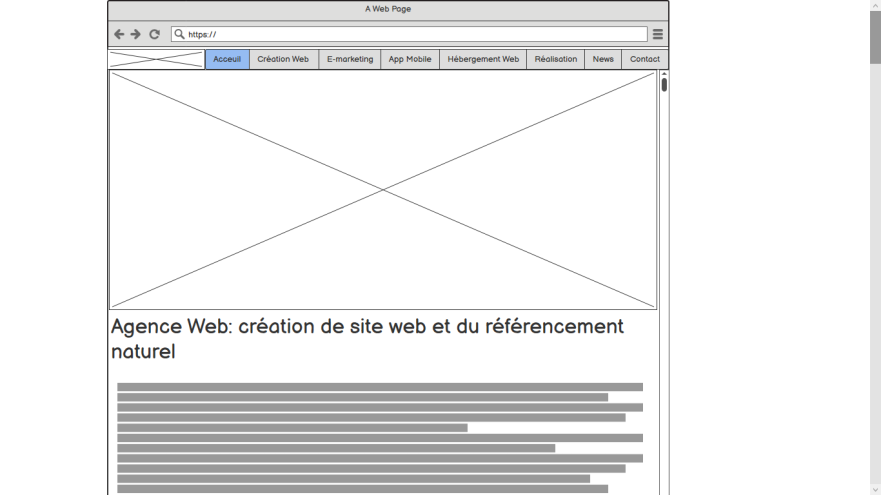 A Web Page
https://
Acceuil Création Web E-marketing App Mobile Hébergement Web Réalisation News Contact
Agence Web: création de site web et du référencement
naturel